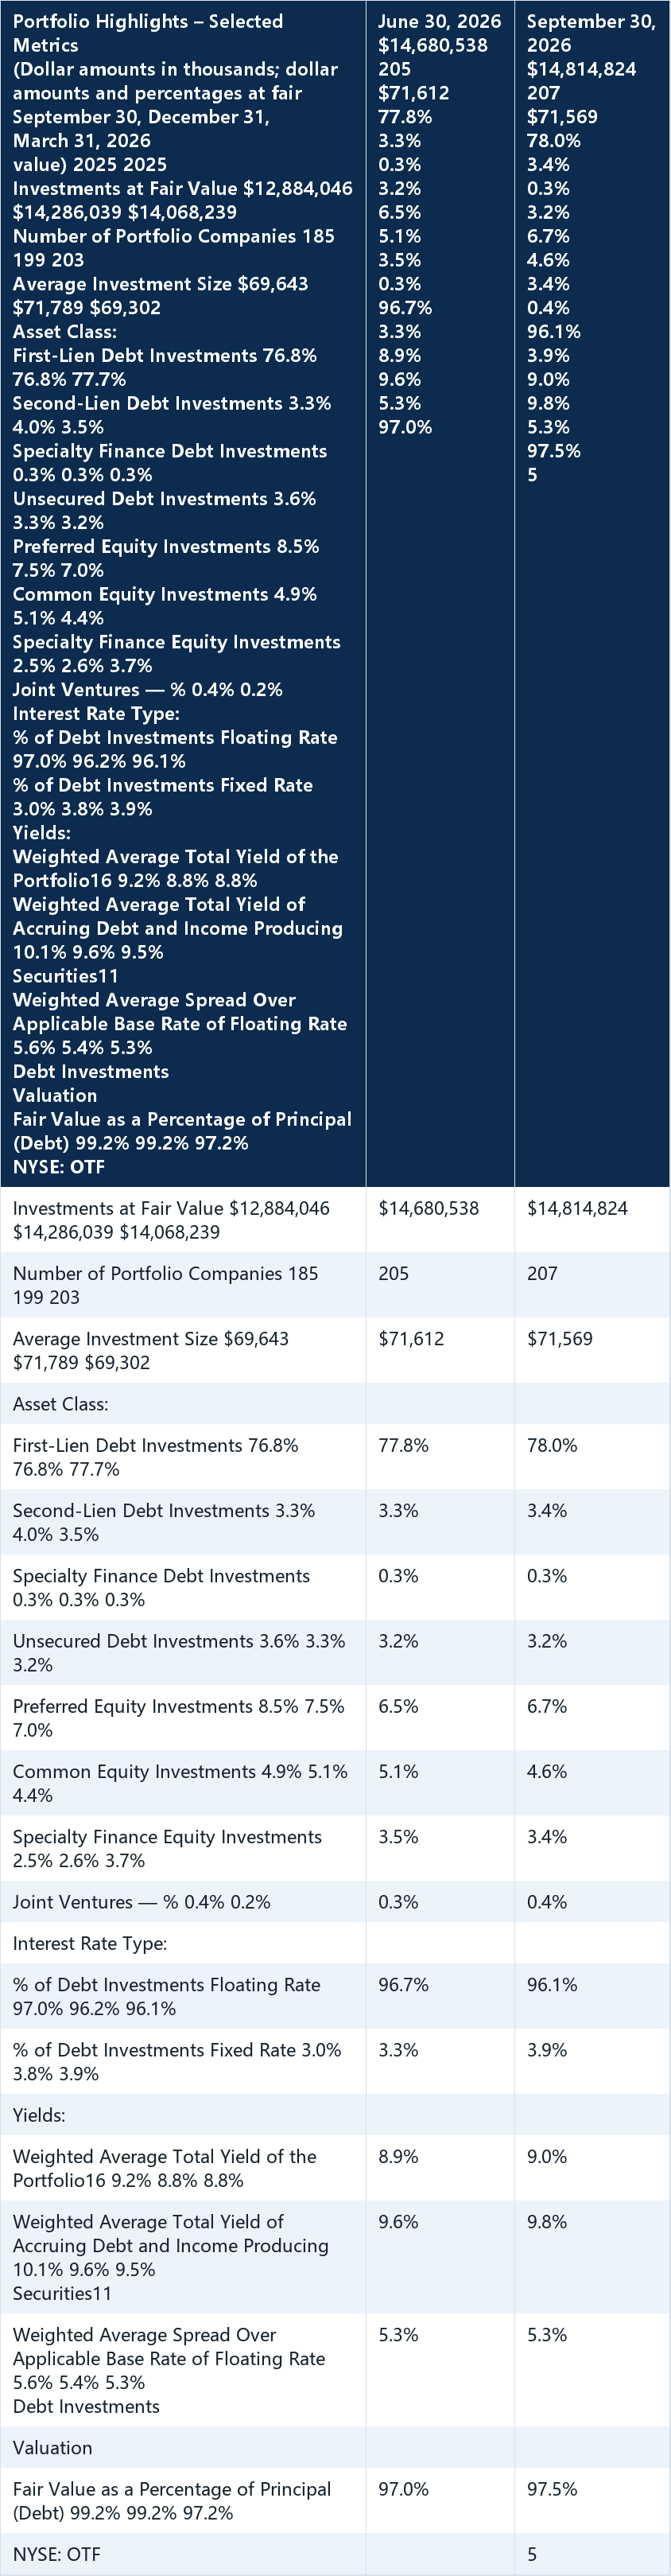 Portfolio Highlights – Selected
Metrics
(Dollar amounts in thousands; dollar
amounts and percentages at fair
September 30, December 31,
March 31, 2026
value) 2025 2025
Investments at Fair Value $12,884,046
$14,286,039 $14,068,239
Number of Portfolio Companies 185
199 203
Average Investment Size $69,643
$71,789 $69,302
Asset Class:
First-Lien Debt Investments 76.8%
76.8% 77.7%
Second-Lien Debt Investments 3.3%
4.0% 3.5%
Specialty Finance Debt Investments
0.3% 0.3% 0.3%
Unsecured Debt Investments 3.6%
3.3% 3.2%
Preferred Equity Investments 8.5%
7.5% 7.0%
Common Equity Investments 4.9%
5.1% 4.4%
Specialty Finance Equity Investments
2.5% 2.6% 3.7%
Joint Ventures — % 0.4% 0.2%
Interest Rate Type:
% of Debt Investments Floating Rate
97.0% 96.2% 96.1%
% of Debt Investments Fixed Rate
3.0% 3.8% 3.9%
Yields:
Weighted Average Total Yield of the
Portfolio16 9.2% 8.8% 8.8%
Weighted Average Total Yield of
Accruing Debt and Income Producing
10.1% 9.6% 9.5%
Securities11
Weighted Average Spread Over
Applicable Base Rate of Floating Rate
5.6% 5.4% 5.3%
Debt Investments
Valuation
Fair Value as a Percentage of Principal
(Debt) 99.2% 99.2% 97.2%
NYSE: OTF
June 30, 2026
$14,680,538
205
$71,612
77.8%
3.3%
0.3%
3.2%
6.5%
5.1%
3.5%
0.3%
96.7%
3.3%
8.9%
9.6%
5.3%
97.0%
September 30,
2026
$14,814,824
207
$71,569
78.0%
3.4%
0.3%
3.2%
6.7%
4.6%
3.4%
0.4%
96.1%
3.9%
9.0%
9.8%
5.3%
97.5%
5
Investments at Fair Value $12,884,046
$14,286,039 $14,068,239
$14,680,538
$14,814,824
Number of Portfolio Companies 185
199 203
205
207
Average Investment Size $69,643
$71,789 $69,302
$71,612
$71,569
Asset Class:
First-Lien Debt Investments 76.8%
76.8% 77.7%
77.8%
78.0%
Second-Lien Debt Investments 3.3%
4.0% 3.5%
3.3%
3.4%
Specialty Finance Debt Investments
0.3% 0.3% 0.3%
0.3%
0.3%
Unsecured Debt Investments 3.6% 3.3%
3.2%
3.2%
3.2%
Preferred Equity Investments 8.5% 7.5%
7.0%
6.5%
6.7%
Common Equity Investments 4.9% 5.1%
4.4%
5.1%
4.6%
Specialty Finance Equity Investments
2.5% 2.6% 3.7%
3.5%
3.4%
Joint Ventures — % 0.4% 0.2%
0.3%
0.4%
Interest Rate Type:
% of Debt Investments Floating Rate
97.0% 96.2% 96.1%
96.7%
96.1%
% of Debt Investments Fixed Rate 3.0%
3.8% 3.9%
3.3%
3.9%
Yields:
Weighted Average Total Yield of the
Portfolio16 9.2% 8.8% 8.8%
8.9%
9.0%
Weighted Average Total Yield of
Accruing Debt and Income Producing
10.1% 9.6% 9.5%
Securities11
9.6%
9.8%
Weighted Average Spread Over
Applicable Base Rate of Floating Rate
5.6% 5.4% 5.3%
Debt Investments
5.3%
5.3%
Valuation
Fair Value as a Percentage of Principal
(Debt) 99.2% 99.2% 97.2%
97.0%
97.5%
NYSE: OTF
5